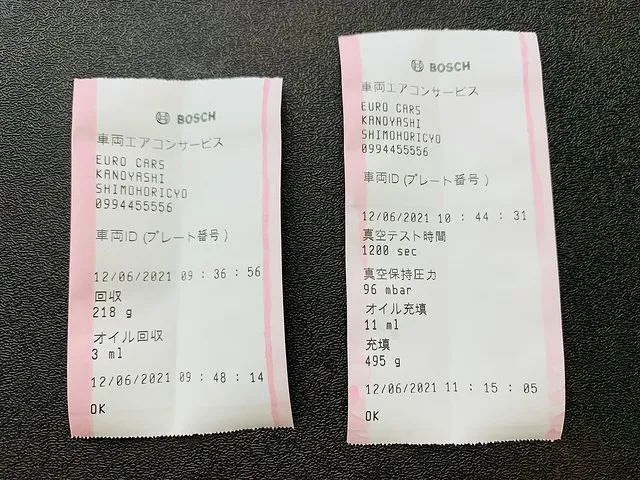 BOSCH
車両エアコンサービス
EURO CARS
KANOYASHI
SHIMOHORICYO
0994455556
車両ID (プレート番号 )
12/06/2021 09 : 36 : 56
回収
218 g
オイル回収
3 ml
12/06/2021 09 : 48 : 14
OK
BOSCH
車両エアコンサービス
EURO CARS
KANOYASHI
SHIMOHORICYO
0994455556
車両ID (プレート番号 )
12/06/2021 10 : 44 : 31
真空テスト時間
1200 sec
真空保持圧力
96 mbar
オイル充填
11 ml
充填
495 g
12/06/2021 11 : 15 : 05
OK